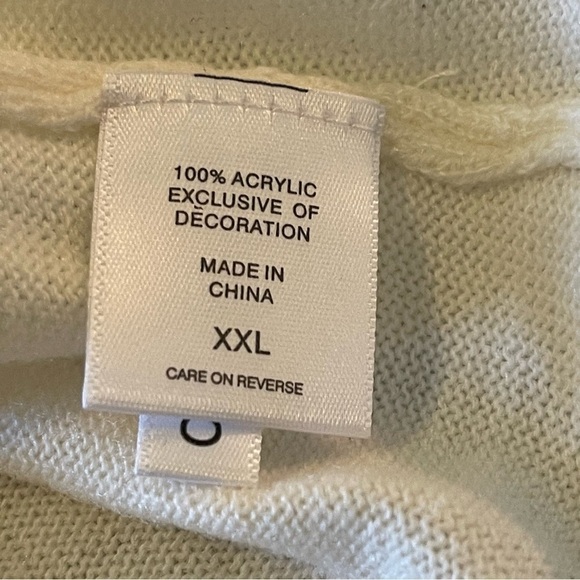 100% ACRYLIC
EXCLUSIVE OF
DECORATION
MADE IN
CHINA
XXL
CARE ON REVERSE